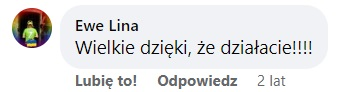 Ewe Lina
Wielkie dzięki, że działacie!!!!
Lubię to! Odpowiedz 2 lat